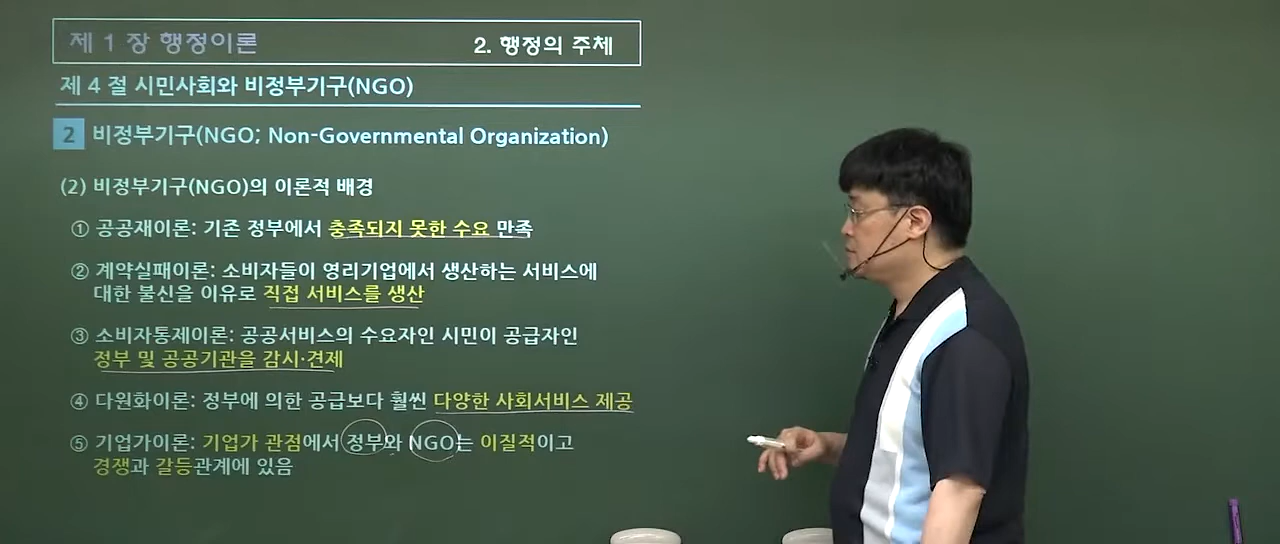 제 1 장 행정이론
2. 행정의 주체
제 4 절 시민사회와 비정부기구(NGO)
2 비정부기구(NGO; Non-Governmental Organization)
(2) 비정부기구(NGO)의 이론적 배경
① 공공재이론: 기존 정부에서 충족되지 못한 수요 만족
② 계약실패이론: 소비자들이 영리기업에서 생산하는 서비스에
대한 불신을 이유로 직접 서비스를 생산
③ 소비자통제이론: 공공서비스의 수요자인 시민이 공급자인
정부 및 공공기관을 감시·견제
④ 다원화이론: 정부에 의한 공급보다 훨씬 다양한 사회서비스 제공
⑤ 기업가이론: 기업가 관점에서 정부와 NGO는 이질적이고
경쟁과 갈등관계에 있음